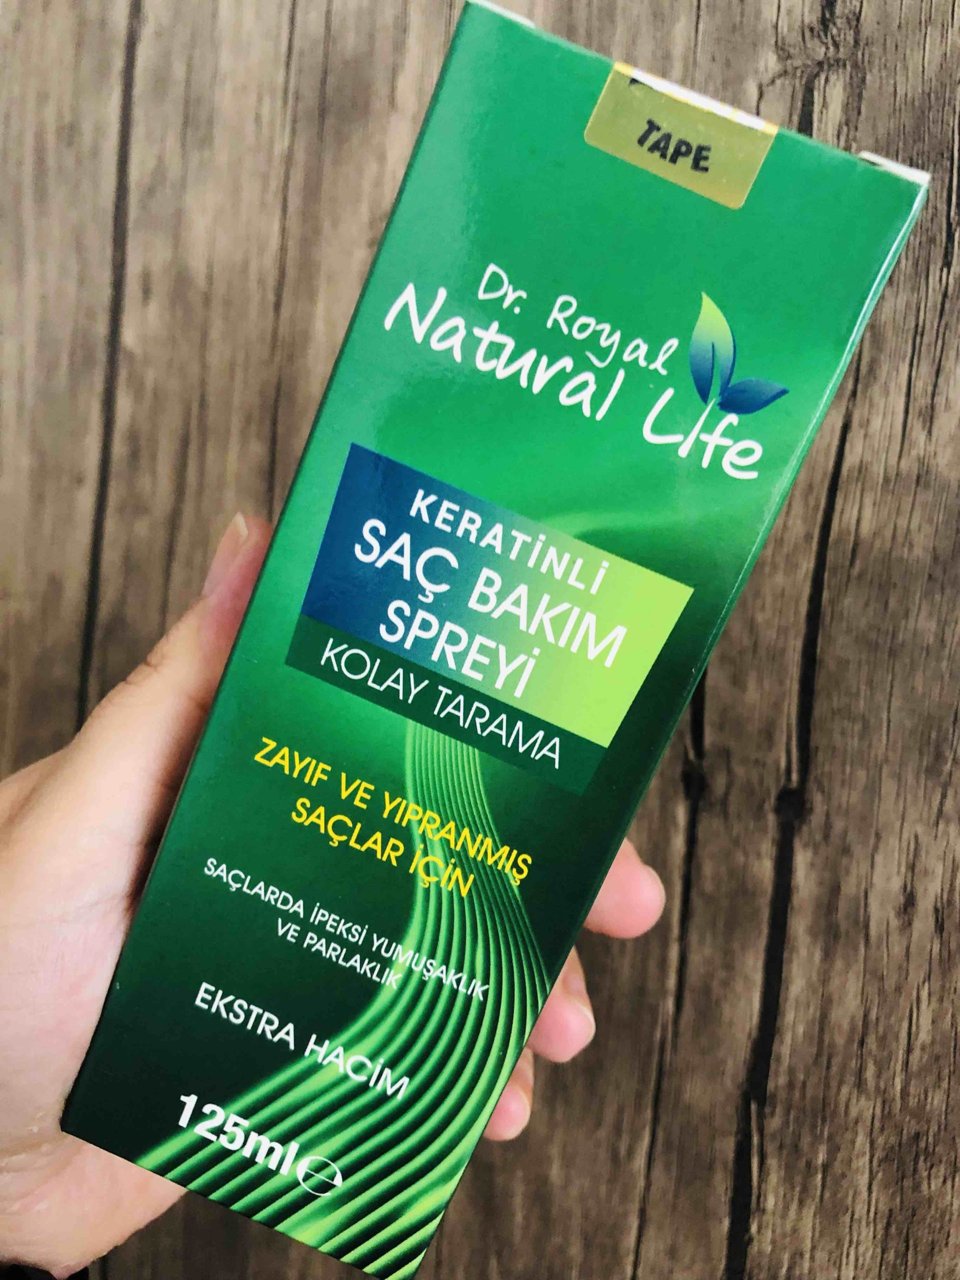 TAPE
Dr. Royal
Natural Life
KERATİNLİ
SAÇ BAKIM
SPREYİ
KOLAY TARAMA
ZAYIF VE YIPRANMIŞ
SAÇLAR İÇİN
SAÇLARDA İPEKSİ YUMUŞAKLIK
VE PARLAKLIK
EKSTRA HACİM
125ml℮